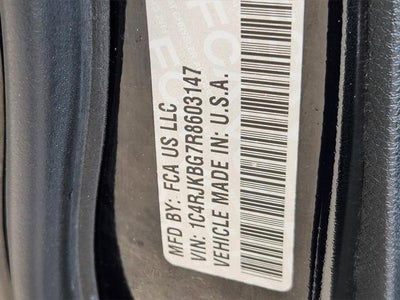 MFD BY: FCA US LLC
VIN: 1C4RJKBG7R8603147
VEHICLE MADE IN: U.S.A.